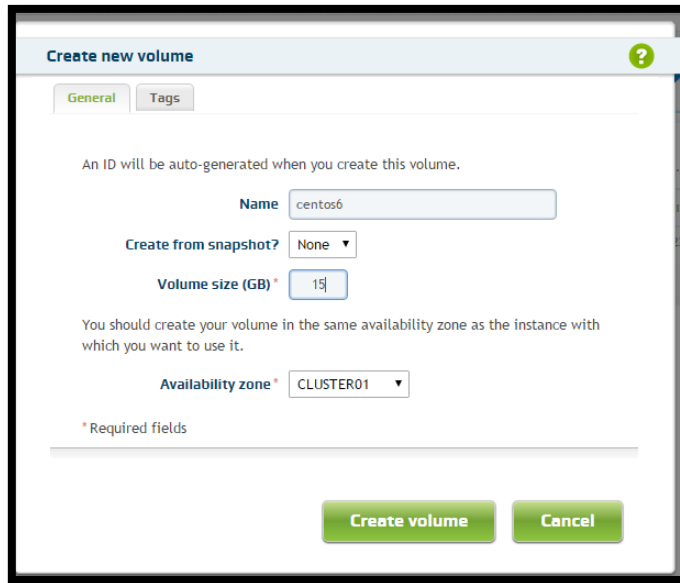 Create new volume
?
General Tags
An ID will be auto-generated when you create this volume.
Name centos6
Create from snapshot? None
Volume size (GB) * 15
You should create your volume in the same availability zone as the instance with
which you want to use it.
Availability zone * CLUSTER01
* Required fields
Create volume Cancel